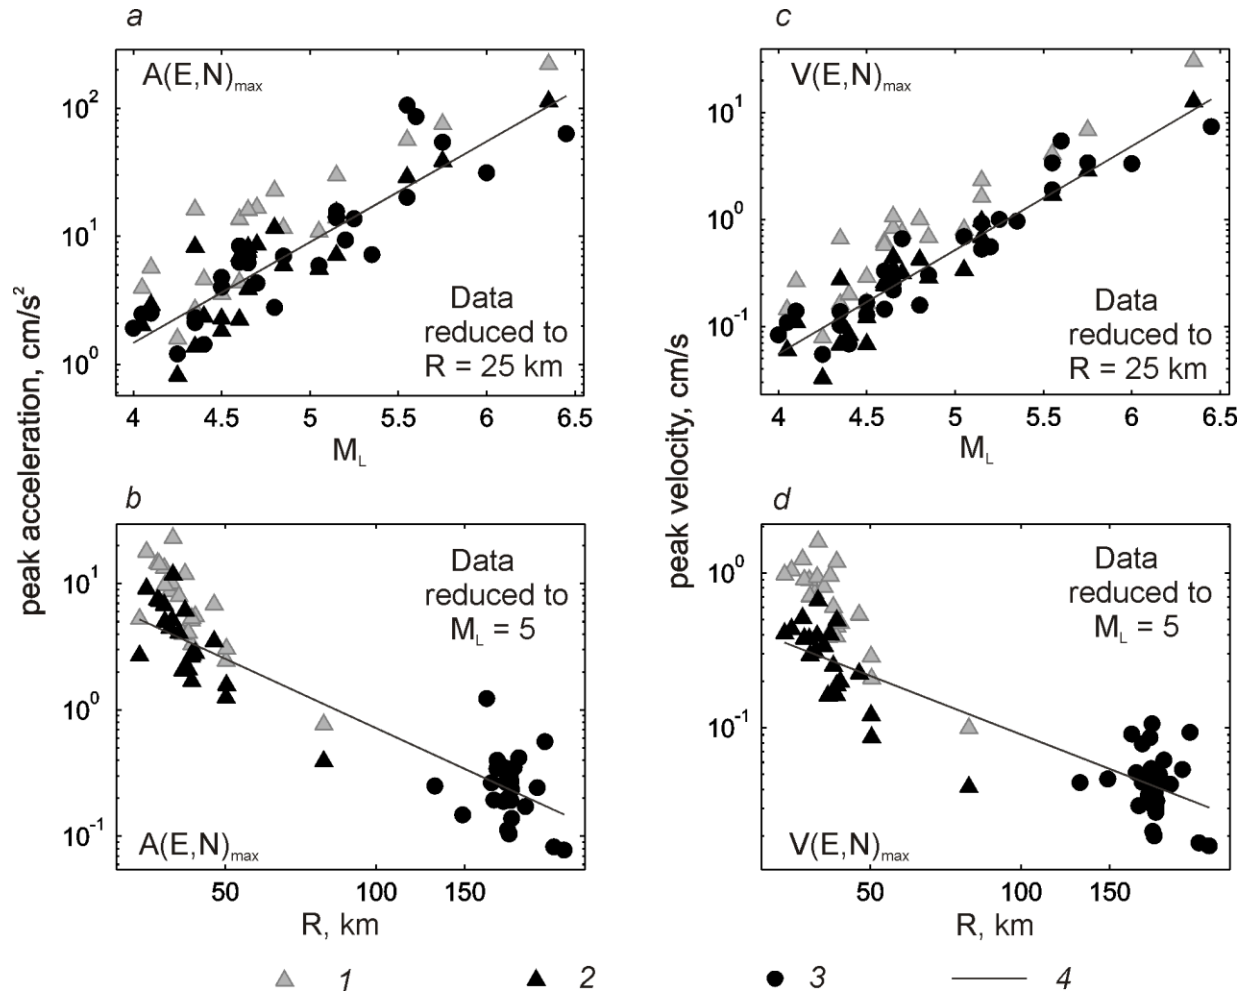 a
A(E,N)max
10²
10¹
10⁰
Data
reduced to
R = 25 km
4 4.5 5 5.5 6 6.5
ML
c
V(E,N)max
10¹
10⁰
10⁻¹
Data
reduced to
R = 25 km
4 4.5 5 5.5 6 6.5
ML
peak acceleration, cm/s²
peak velocity, cm/s
b
10¹
10⁰
10⁻¹
Data
reduced to
ML = 5
A(E,N)max
50 100 150
R, km
d
10⁰
10⁻¹
Data
reduced to
ML = 5
V(E,N)max
50 100 150
R, km
1 2 3 4